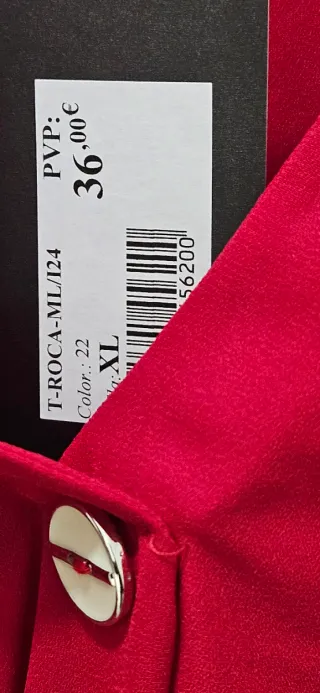 T-ROCA-ML/I24 PVP:
Color.: 22 36,00€
XL
56200